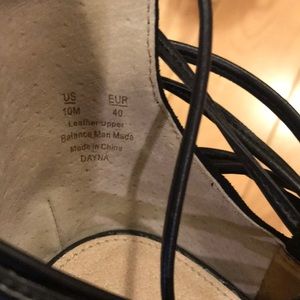 US EUR
10M 40
Leather Upper
Balance Man Made
Made in China
DAYNA